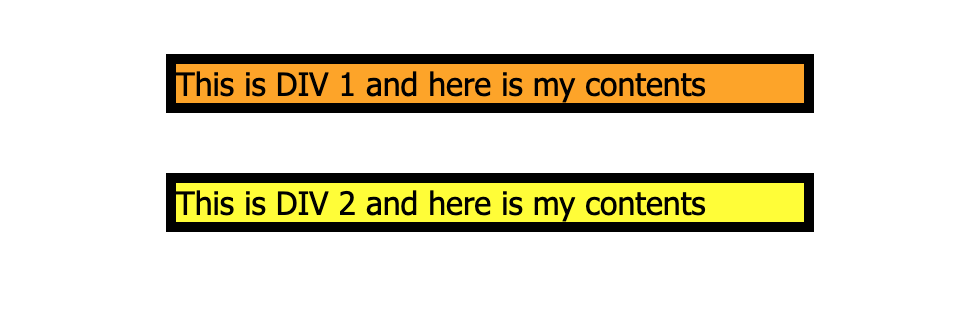 This is DIV 1 and here is my contents
This is DIV 2 and here is my contents